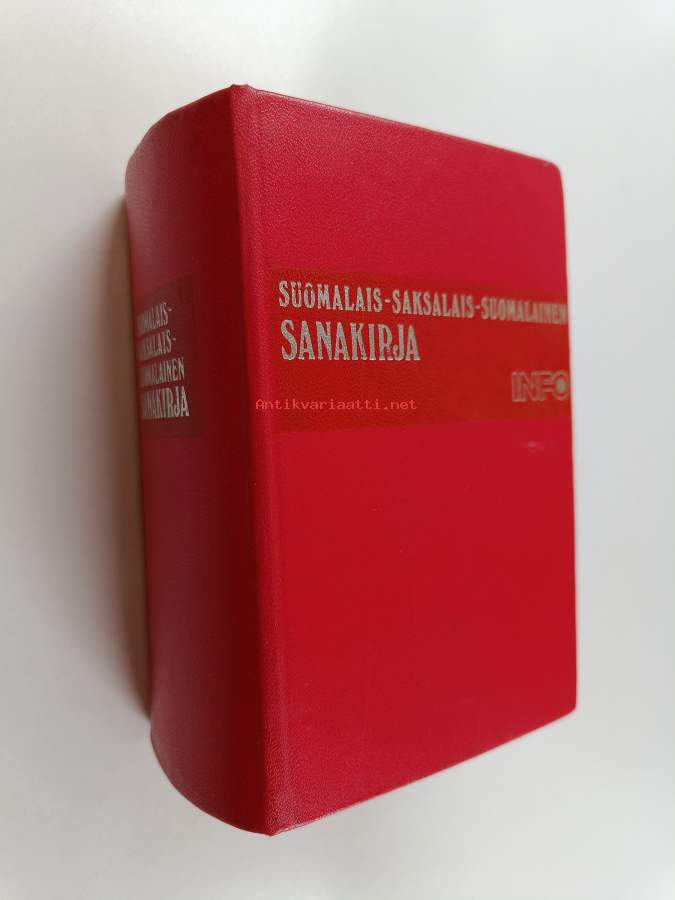 SUOMALAIS-SAKSALAIS-SUOMALAINEN
SANAKIRJA
INFO
Antikvariaatti.net
SUOMALAIS-
SAKSALAIS-
SUOMALAINEN
SANAKIRJA